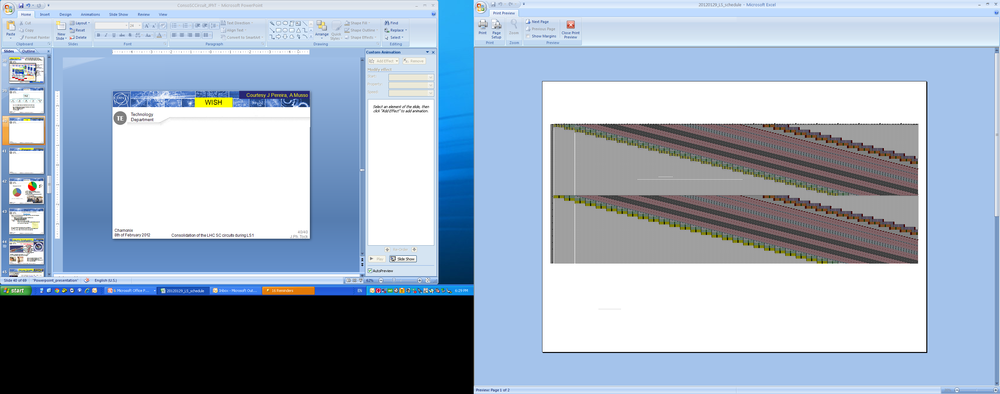 ConsoSCCircuit_JPhT - Microsoft PowerPoint
Home Insert Design Animations Slide Show Review View
Paste
Cut
Copy
Format Painter
Clipboard
New Slide
Layout
Reset
Delete
Slides
24
Font
Text Direction
Align Text
Convert to SmartArt
Paragraph
Arrange
Quick Styles
Shape Fill
Shape Outline
Shape Effects
Drawing
Find
Replace
Select
Editing
Slides Outline
38
39
40
41
42
43
44
45
Courtesy J Pereira, A Musso
CERN
WISH
TE
Technology
Department
Chamonix
8th of February 2012
Consolidation of the LHC SC circuits during LS1
40/40
J.Ph. Tock
Custom Animation
Add Effect
Remove
Modify effect
Start:
Property:
Speed:
Select an element of the slide, then
click "Add Effect" to add animation.
Re-Order
Play
Slide Show
AutoPreview
Slide 40 of 69
"Powerpoint_presentation"
English (U.S.)
62%
start
6 Microsoft Office P...
20120129_LS_schedule
Inbox - Microsoft Out...
16 Reminders
EN
6:29 PM
20120129_LS_schedule - Microsoft Excel
Print Preview
Print
Page Setup
Print
Zoom
Zoom
Next Page
Previous Page
Show Margins
Close Print Preview
Preview
Preview: Page 1 of 2